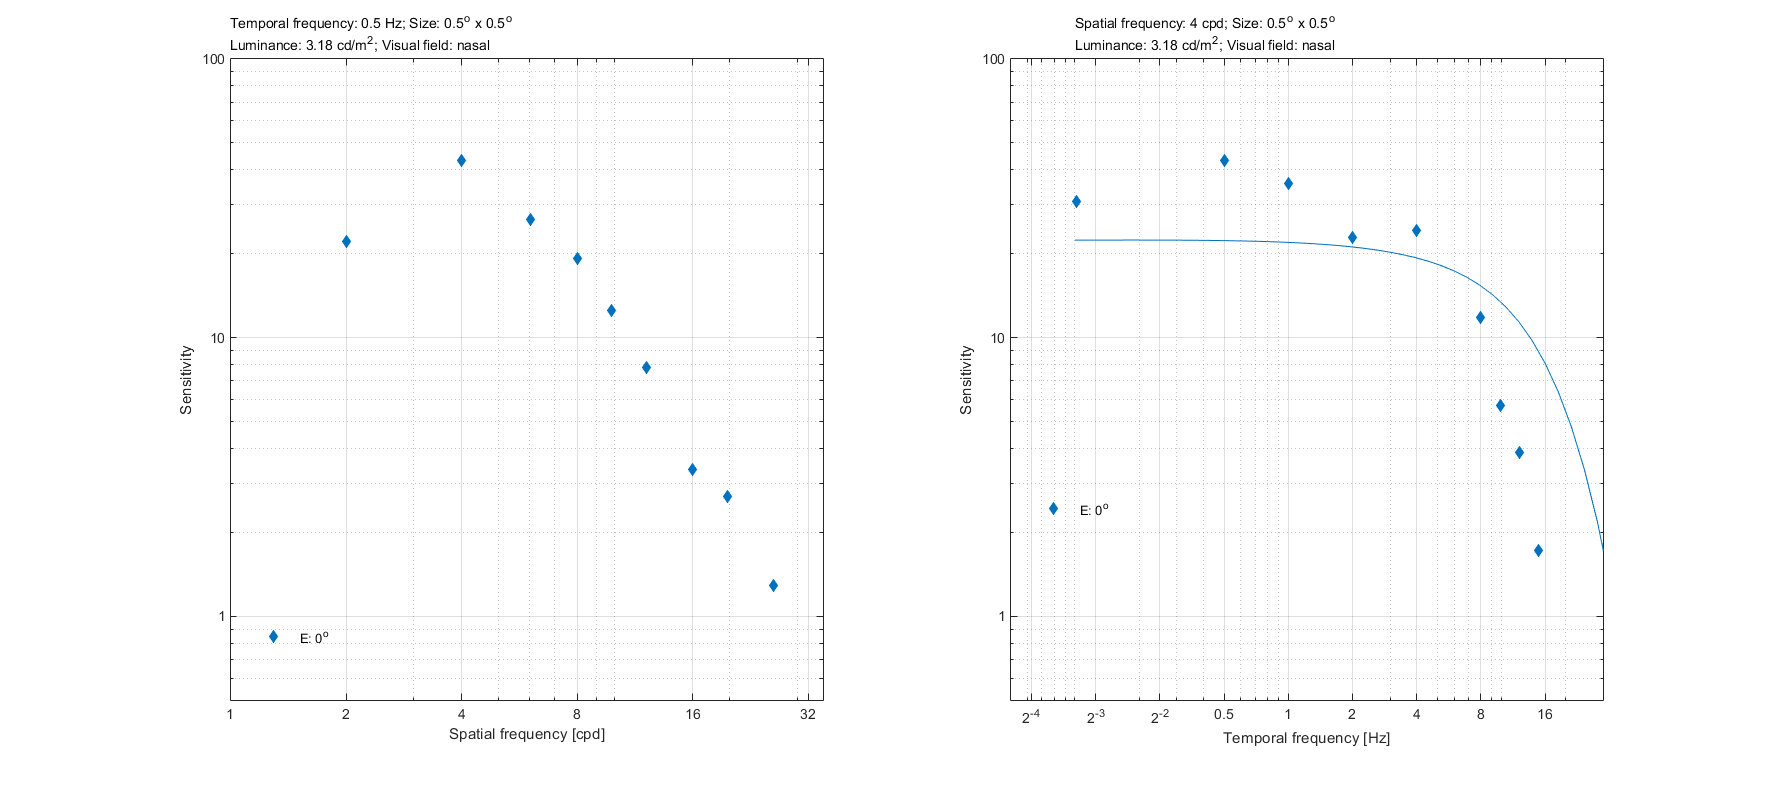 Temporal frequency: 0.5 Hz; Size: 0.5° x 0.5°
Luminance: 3.18 cd/m²; Visual field: nasal
100
10
1
Sensitivity
E: 0°
1 2 4 8 16 32
Spatial frequency [cpd]
Spatial frequency: 4 cpd; Size: 0.5° x 0.5°
Luminance: 3.18 cd/m²; Visual field: nasal
100
10
1
Sensitivity
E: 0°
2⁻⁴ 2⁻³ 2⁻² 0.5 1 2 4 8 16
Temporal frequency [Hz]